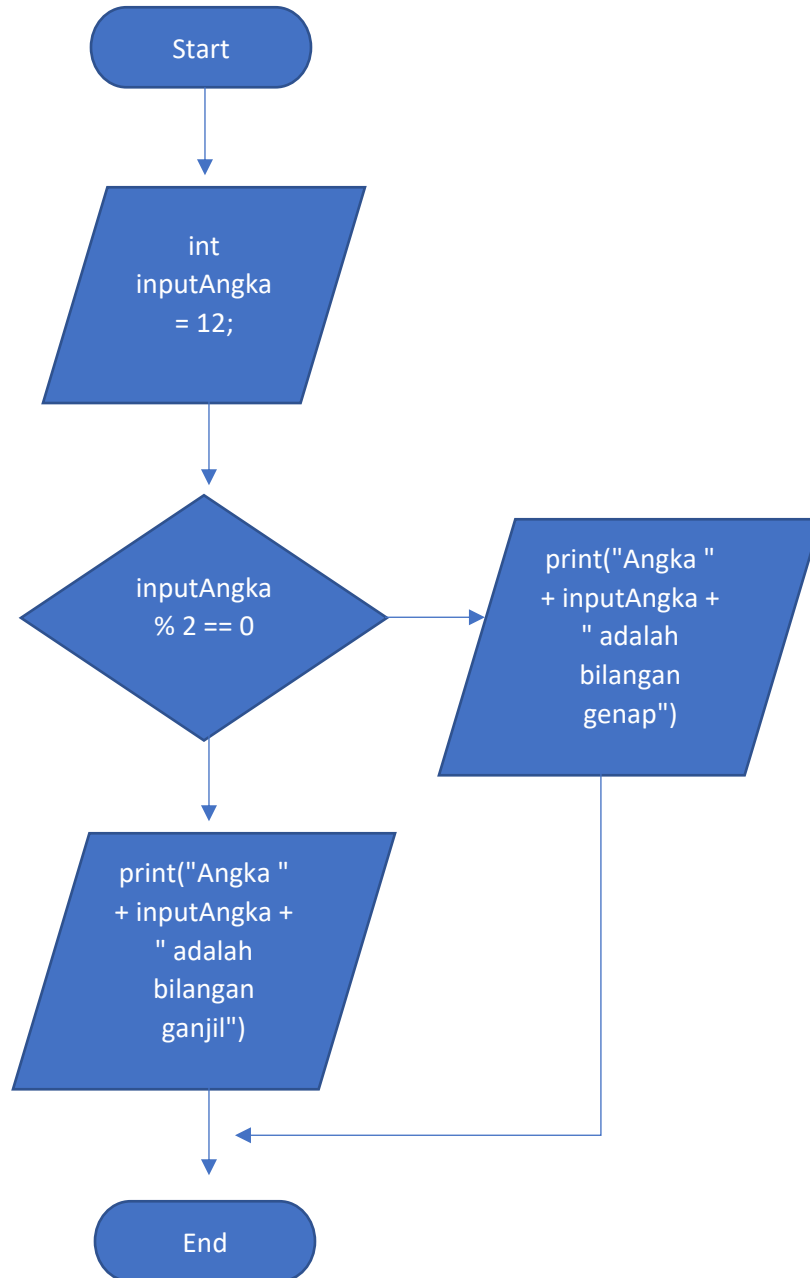 Start
int
inputAngka
= 12;
inputAngka
% 2 == 0
print("Angka "
+ inputAngka +
" adalah
bilangan
genap")
print("Angka "
+ inputAngka +
" adalah
bilangan
ganjil")
End